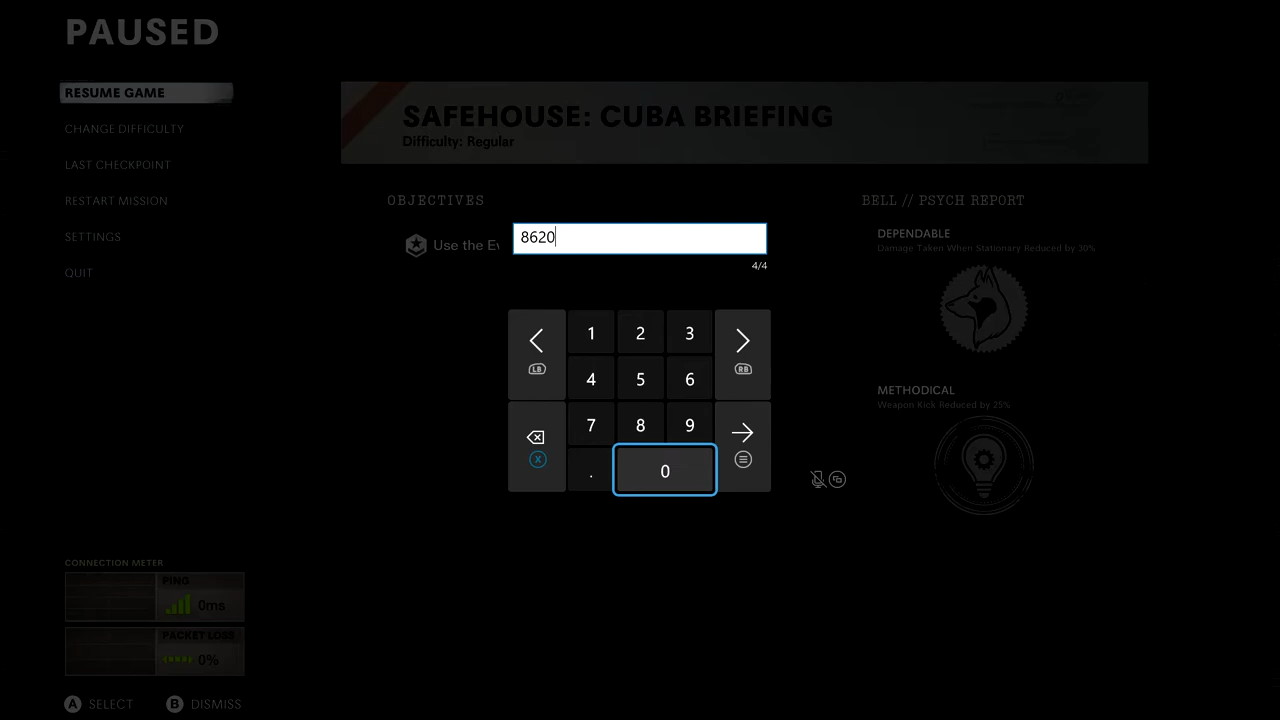 PAUSED
RESUME GAME
CHANGE DIFFICULTY
LAST CHECKPOINT
RESTART MISSION
SETTINGS
QUIT
SAFEHOUSE: CUBA BRIEFING
Difficulty: Regular
OBJECTIVES
Use the Ev
8620
4/4
1 2 3
LB RB
4 5 6
7 8 9
X
. 0
BELL // PSYCH REPORT
DEPENDABLE
Damage Taken When Stationary Reduced by 30%
METHODICAL
Weapon Kick Reduced by 25%
CONNECTION METER
PING
0ms
PACKET LOSS
0%
A SELECT B DISMISS